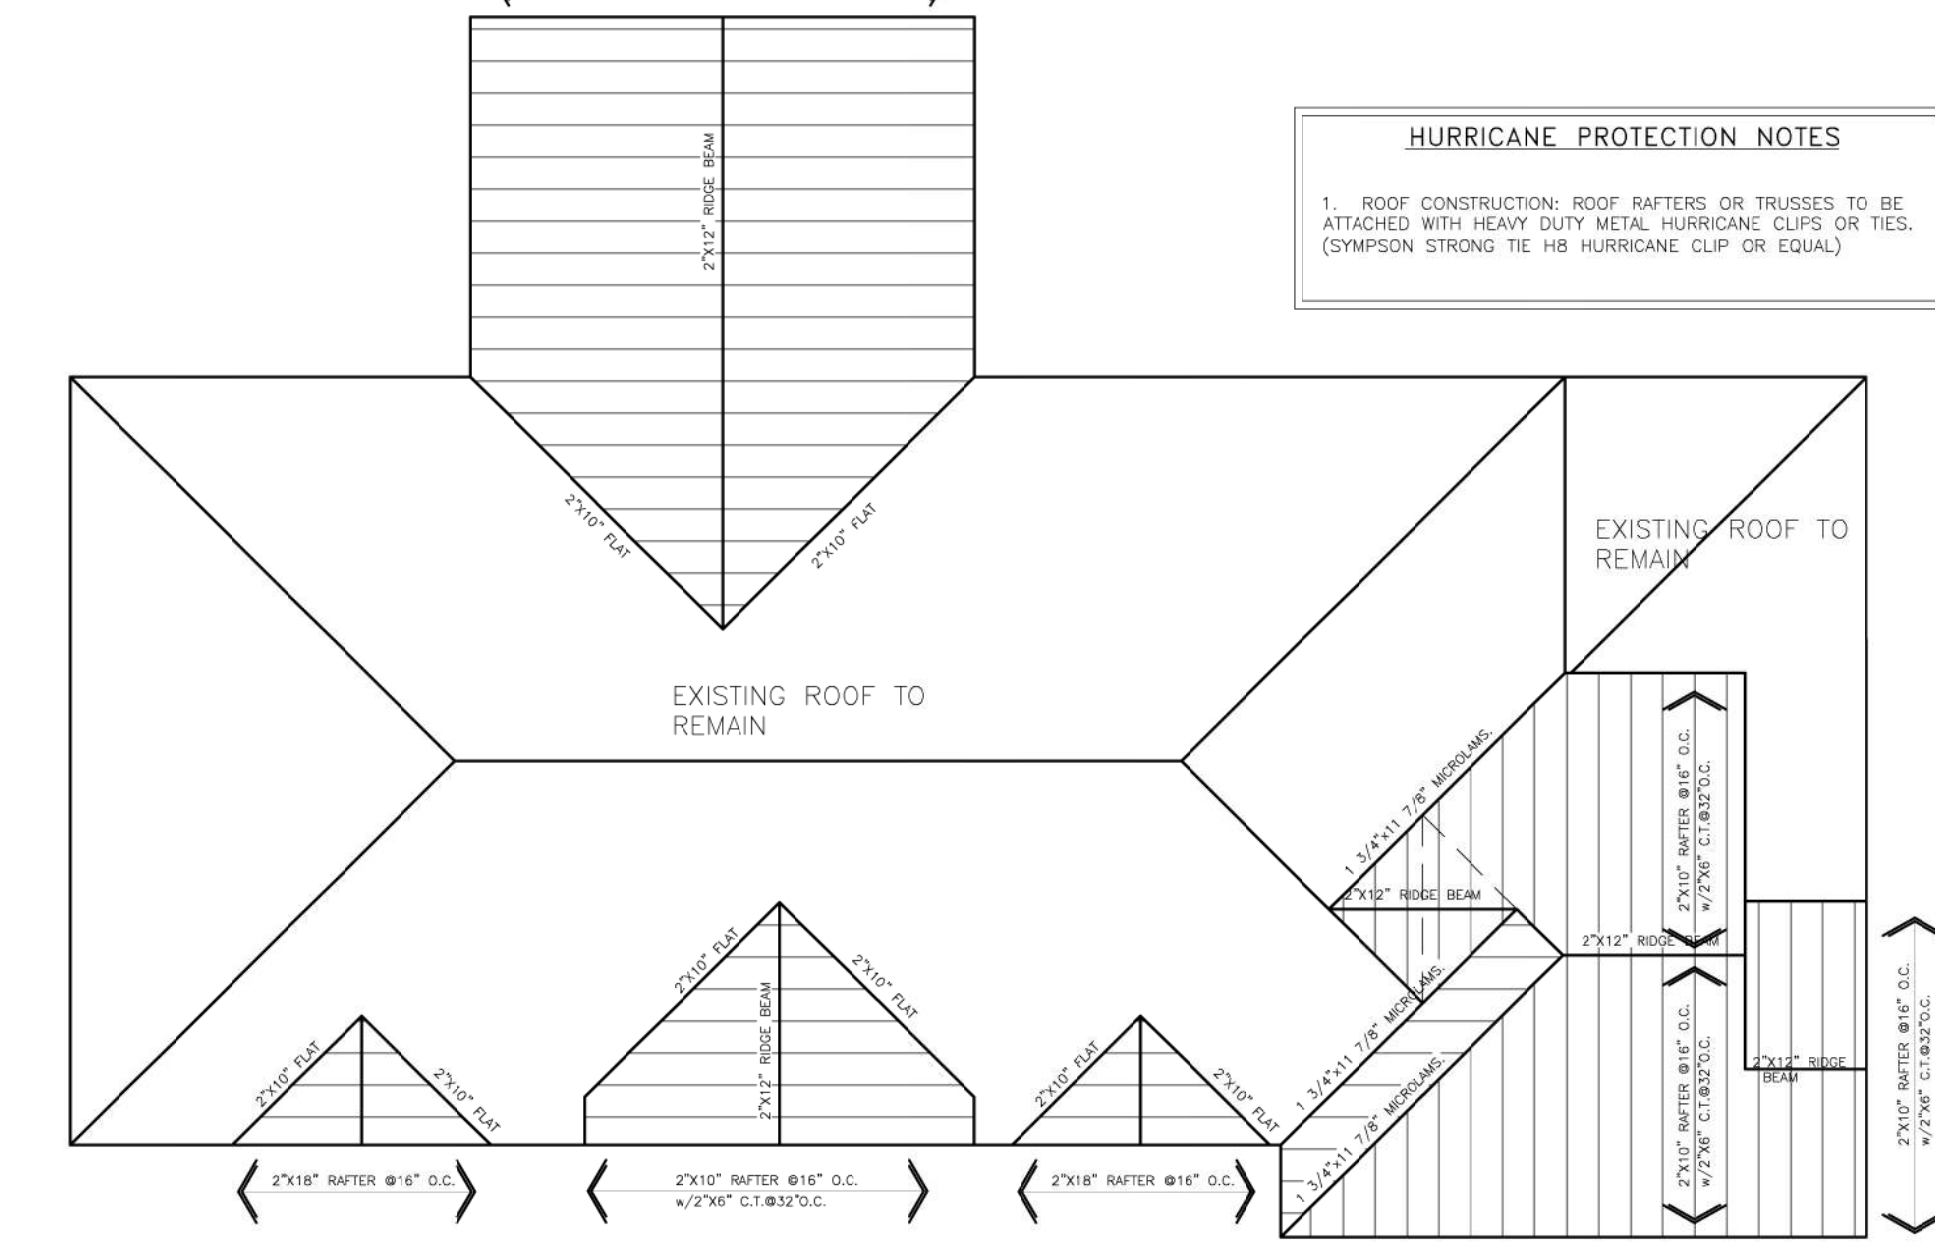 2"X12" RIDGE BEAM
HURRICANE PROTECTION NOTES
1. ROOF CONSTRUCTION: ROOF RAFTERS OR TRUSSES TO BE
ATTACHED WITH HEAVY DUTY METAL HURRICANE CLIPS OR TIES.
(SYMPSON STRONG TIE H8 HURRICANE CLIP OR EQUAL)
2"X10" FLAT
2"X10" FLAT
EXISTING ROOF TO
REMAIN
EXISTING ROOF TO
REMAIN
1 3/4"x11 7/8" MICROLAMS.
2"X12" RIDGE BEAM
2"X10" RAFTER @16" O.C.
w/2"X6" C.T.@32"O.C.
2"X12" RIDGE BEAM
2"X10" FLAT
2"X10" FLAT
2"X12" RIDGE BEAM
2"X10" FLAT
2"X10" FLAT
2"X10" FLAT
2"X10" FLAT
1 3/4"x11 7/8" MICROLAMS.
1 3/4"x11 7/8" MICROLAMS.
2"X10" RAFTER @16" O.C.
w/2"X6" C.T.@32"O.C.
2"X12" RIDGE
BEAM
2"X10" RAFTER @16" O.C.
w/2"X6" C.T.@32"O.C.
2"X18" RAFTER @16" O.C.
2"X10" RAFTER @16" O.C.
w/2"X6" C.T.@32"O.C.
2"X18" RAFTER @16" O.C.